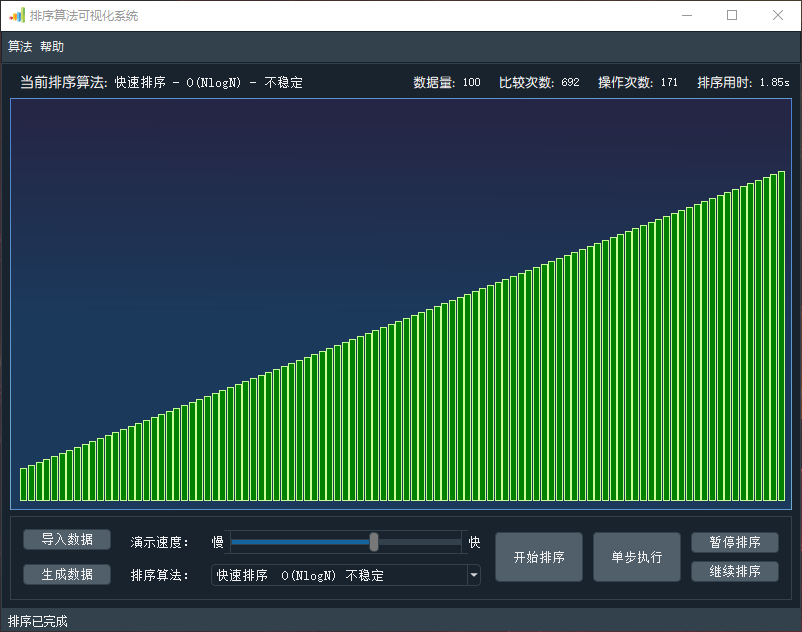 排序算法可视化系统
算法 帮助
当前排序算法: 快速排序 - O(NlogN) - 不稳定 数据量: 100 比较次数: 692 操作次数: 171 排序用时: 1.85s
导入数据 演示速度: 慢 快 开始排序 单步执行 暂停排序
生成数据 排序算法: 快速排序 O(NlogN) 不稳定 继续排序
排序已完成